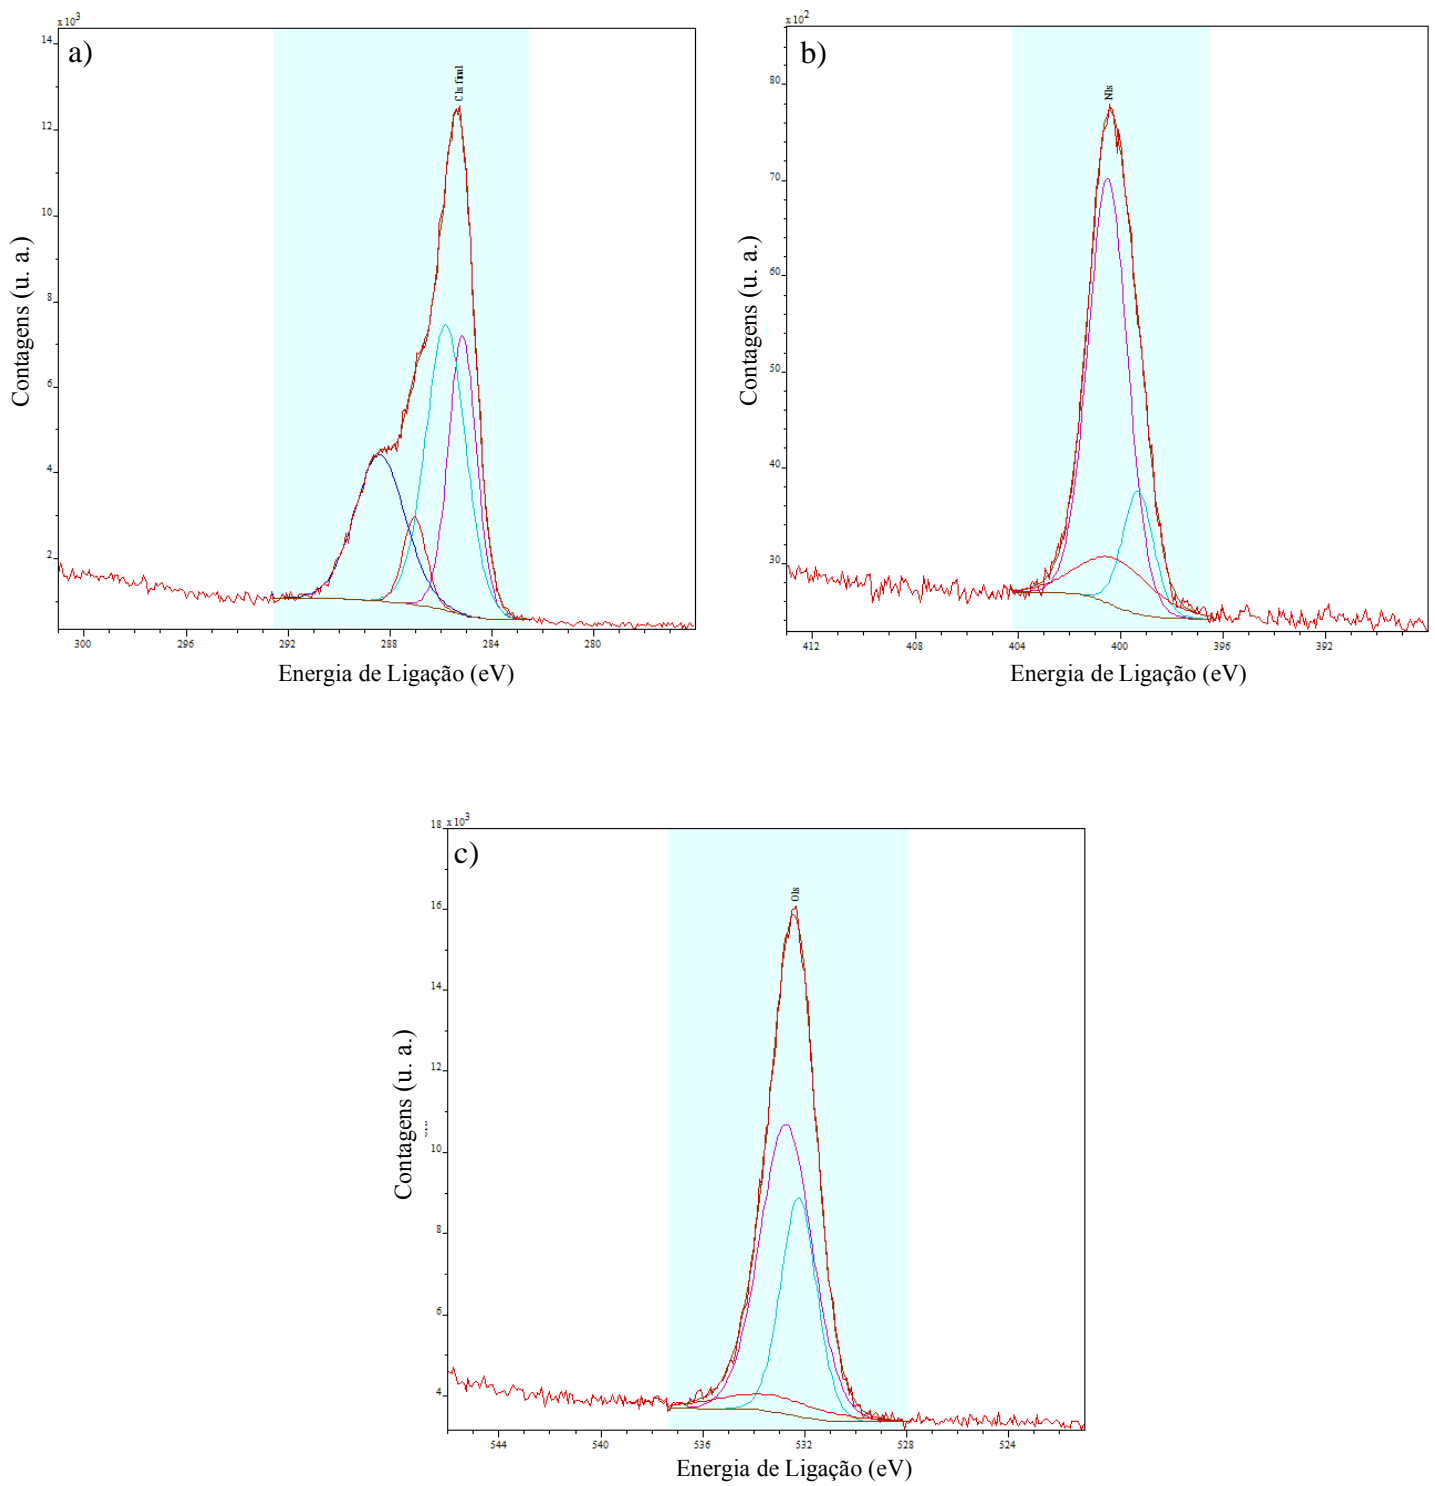 x 10³
14
a)
C1s final
12
10
8
6
4
2
Contagens (u. a.)
300
296
292
288
284
280
Energia de Ligação (eV)
x 10²
b)
N1s
80
70
60
50
40
30
Contagens (u. a.)
412
408
404
400
396
392
Energia de Ligação (eV)
18 x 10³
c)
O1s
16
14
12
10
8
6
4
Contagens (u. a.)
544
540
536
532
528
524
Energia de Ligação (eV)